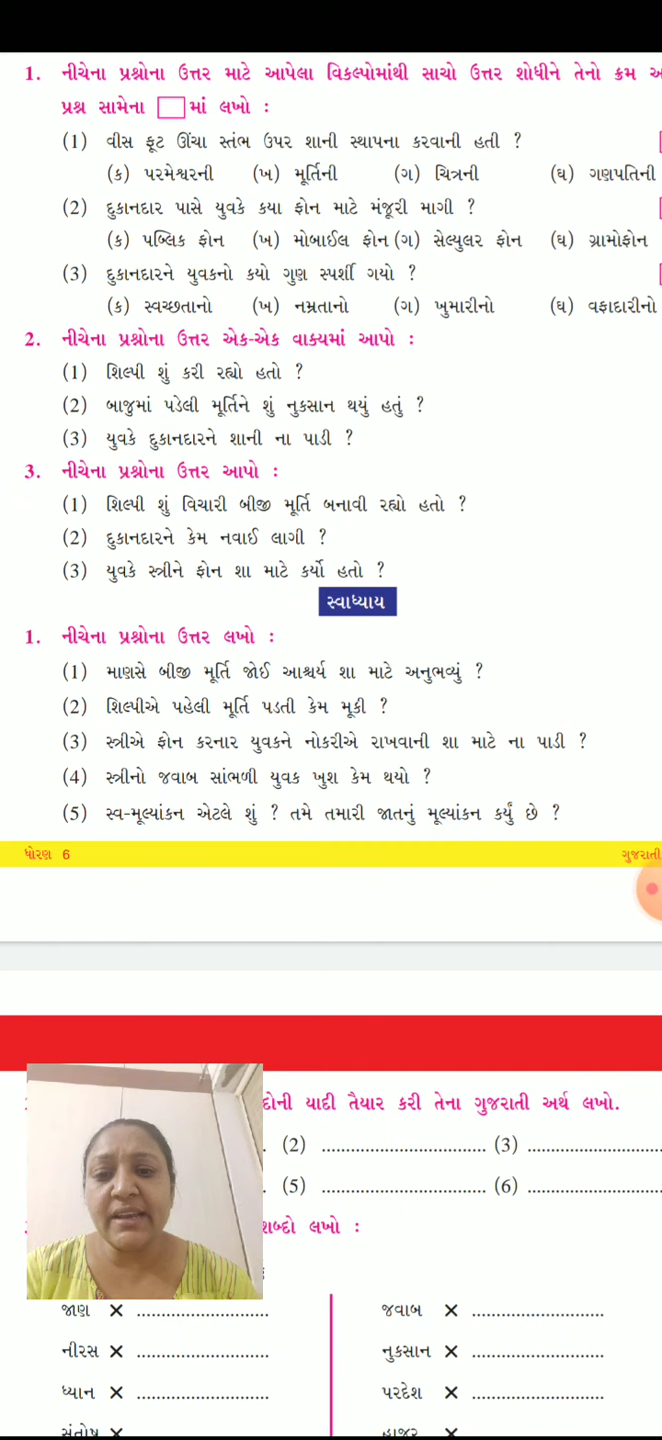 1. નીચેના પ્રશ્નોના ઉત્તર માટે આપેલા વિકલ્પોમાંથી સાચો ઉત્તર શોધીને તેનો ક્રમ
પ્રશ્ન સામેના માં લખો :
(1) વીસ ફૂટ ઊંચા સ્તંભ ઉપર શાની સ્થાપના કરવાની હતી ?
(ક) પરમેશ્વરની (ખ) મૂર્તિની (ગ) ચિત્રની (ઘ) ગણપતિની
(2) દુકાનદાર પાસે યુવકે કયા ફોન માટે મંજૂરી માગી ?
(ક) પબ્લિક ફોન (ખ) મોબાઈલ ફોન (ગ) સેલ્યુલર ફોન (ઘ) ગ્રામોફોન
(3) દુકાનદારને યુવકનો કયો ગુણ સ્પર્શી ગયો ?
(ક) સ્વચ્છતાનો (ખ) નમ્રતાનો (ગ) ખુમારીનો (ઘ) વફાદારીનો
2. નીચેના પ્રશ્નોના ઉત્તર એક-એક વાક્યમાં આપો :
(1) શિલ્પી શું કરી રહ્યો હતો ?
(2) બાજુમાં પડેલી મૂર્તિને શું નુકસાન થયું હતું ?
(3) યુવકે દુકાનદારને શાની ના પાડી ?
3. નીચેના પ્રશ્નોના ઉત્તર આપો :
(1) શિલ્પી શું વિચારી બીજી મૂર્તિ બનાવી રહ્યો હતો ?
(2) દુકાનદારને કેમ નવાઈ લાગી ?
(3) યુવકે સ્ત્રીને ફોન શા માટે કર્યો હતો ?
સ્વાધ્યાય
1. નીચેના પ્રશ્નોના ઉત્તર લખો :
(1) માણસે બીજી મૂર્તિ જોઈ આશ્ચર્ય શા માટે અનુભવ્યું ?
(2) શિલ્પીએ પહેલી મૂર્તિ પડતી કેમ મૂકી ?
(3) સ્ત્રીએ ફોન કરનાર યુવકને નોકરીએ રાખવાની શા માટે ના પાડી ?
(4) સ્ત્રીનો જવાબ સાંભળી યુવક ખુશ કેમ થયો ?
(5) સ્વ-મૂલ્યાંકન એટલે શું ? તમે તમારી જાતનું મૂલ્યાંકન કર્યું છે ?
ધોરણ 6 ગુજરાતી
યાદી તૈયાર કરી તેના ગુજરાતી અર્થ લખો.
(2) .............................. (3) ........................
(5) .............................. (6) ........................
શબ્દો લખો :
જાણ × ........................ જવાબ × ........................
નીરસ × ........................ નુકસાન × ........................
ધ્યાન × ........................ પરદેશ × ........................
સંતોષ × હાજર ×